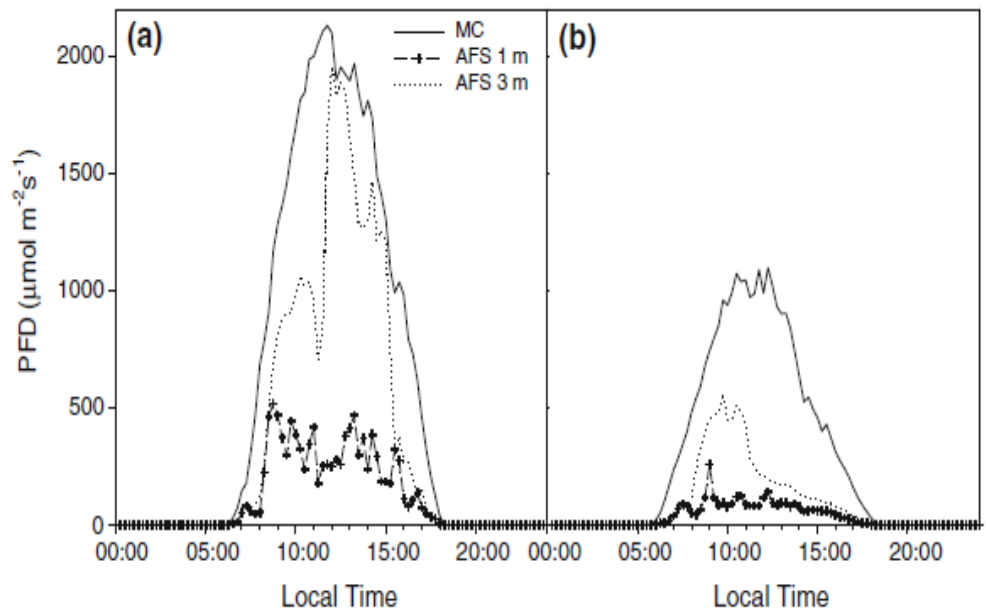 (a)
MC
AFS 1 m
AFS 3 m
(b)
2000
1500
1000
500
0
PFD (μmol m⁻²s⁻¹)
00:00 05:00 10:00 15:00 20:00 00:00 05:00 10:00 15:00 20:00
Local Time Local Time